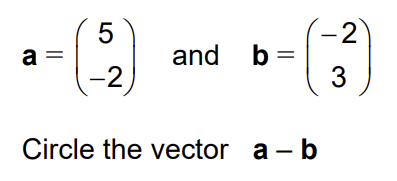 a = (5 −2) and b = (−2 3)
Circle the vector a – b